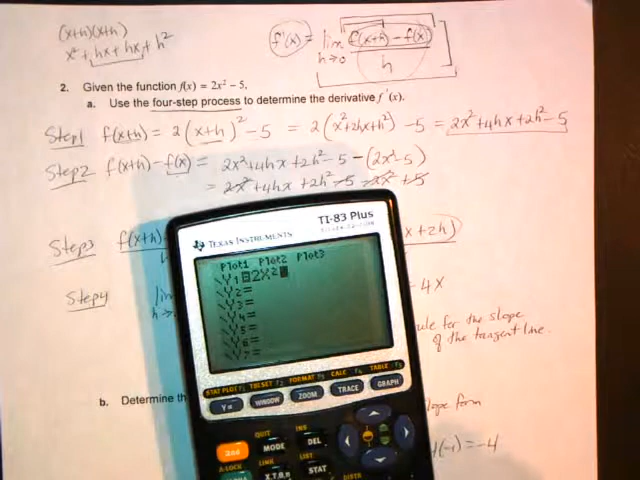 (x+h)(x+h)
x² + hx + hx + h²
f'(x) = lim h→0 [f(x+h) - f(x) / h]
2. Given the function f(x) = 2x² – 5,
a. Use the four-step process to determine the derivative f'(x).
Step1 f(x+h) = 2(x+h)² - 5 = 2(x²+2hx+h²) - 5 = 2x²+4hx+2h²-5
Step2 f(x+h) - f(x) = 2x²+4hx+2h²-5-(2x²-5)
= 2x²+4hx+2h²-5-2x²+5
Step3 f(x+h) x+2h)
Step4 lim h→0 4x
for the slope
of the tangent line.
b. Determine th
form
(-1) = -4
TI-83 Plus
TEXAS INSTRUMENTS
Plot1 Plot2 Plot3
\Y1=2X²
\Y2=
\Y3=
\Y4=
\Y5=
\Y6=
\Y7=
STAT PLOT F1 TBLSET F2 FORMAT F3 CALC F4 TABLE F5
Y= WINDOW ZOOM TRACE GRAPH
QUIT INS
2nd MODE DEL
A-LOCK LINK LIST
ALPHA X,T,θ,n STAT
DISTR